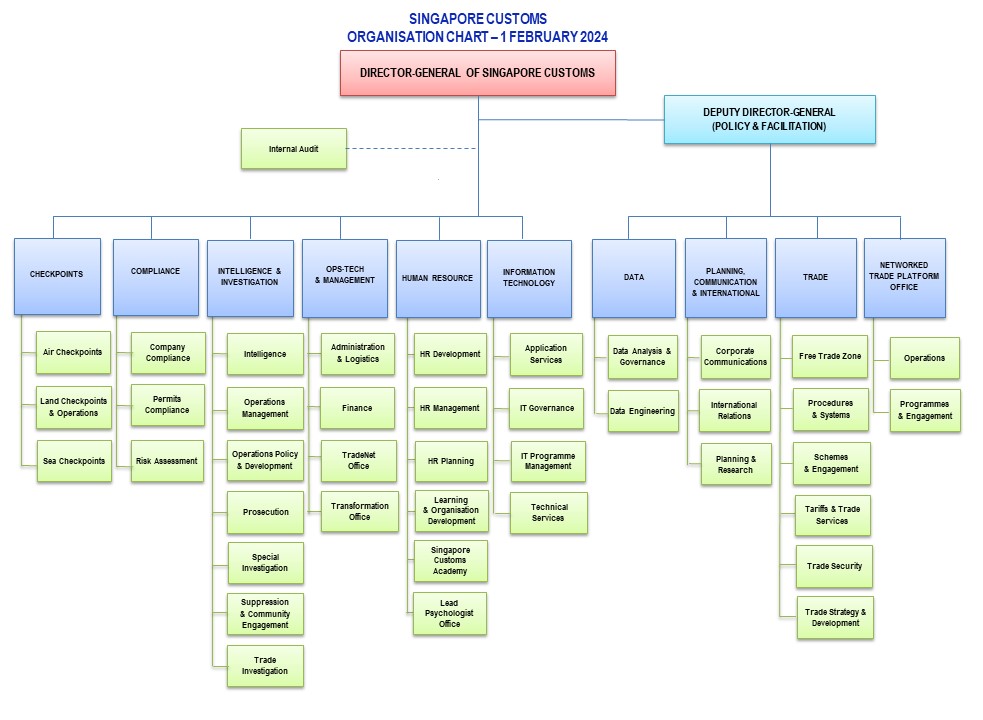 SINGAPORE CUSTOMS
ORGANISATION CHART – 1 FEBRUARY 2024
DIRECTOR-GENERAL OF SINGAPORE CUSTOMS
DEPUTY DIRECTOR-GENERAL
(POLICY & FACILITATION)
Internal Audit
CHECKPOINTS
Air Checkpoints
Land Checkpoints
& Operations
Sea Checkpoints
COMPLIANCE
Company
Compliance
Permits
Compliance
Risk Assessment
INTELLIGENCE &
INVESTIGATION
Intelligence
Operations
Management
Operations Policy
& Development
Prosecution
Special
Investigation
Suppression
& Community
Engagement
Trade
Investigation
OPS-TECH
& MANAGEMENT
Administration
& Logistics
Finance
TradeNet
Office
Transformation
Office
HUMAN RESOURCE
HR Development
HR Management
HR Planning
Learning
& Organisation
Development
Singapore
Customs
Academy
Lead
Psychologist
Office
INFORMATION
TECHNOLOGY
Application
Services
IT Governance
IT Programme
Management
Technical
Services
DATA
Data Analysis &
Governance
Data Engineering
PLANNING,
COMMUNICATION
& INTERNATIONAL
Corporate
Communications
International
Relations
Planning &
Research
TRADE
Free Trade Zone
Procedures
& Systems
Schemes
& Engagement
Tariffs & Trade
Services
Trade Security
Trade Strategy &
Development
NETWORKED
TRADE PLATFORM
OFFICE
Operations
Programmes
& Engagement